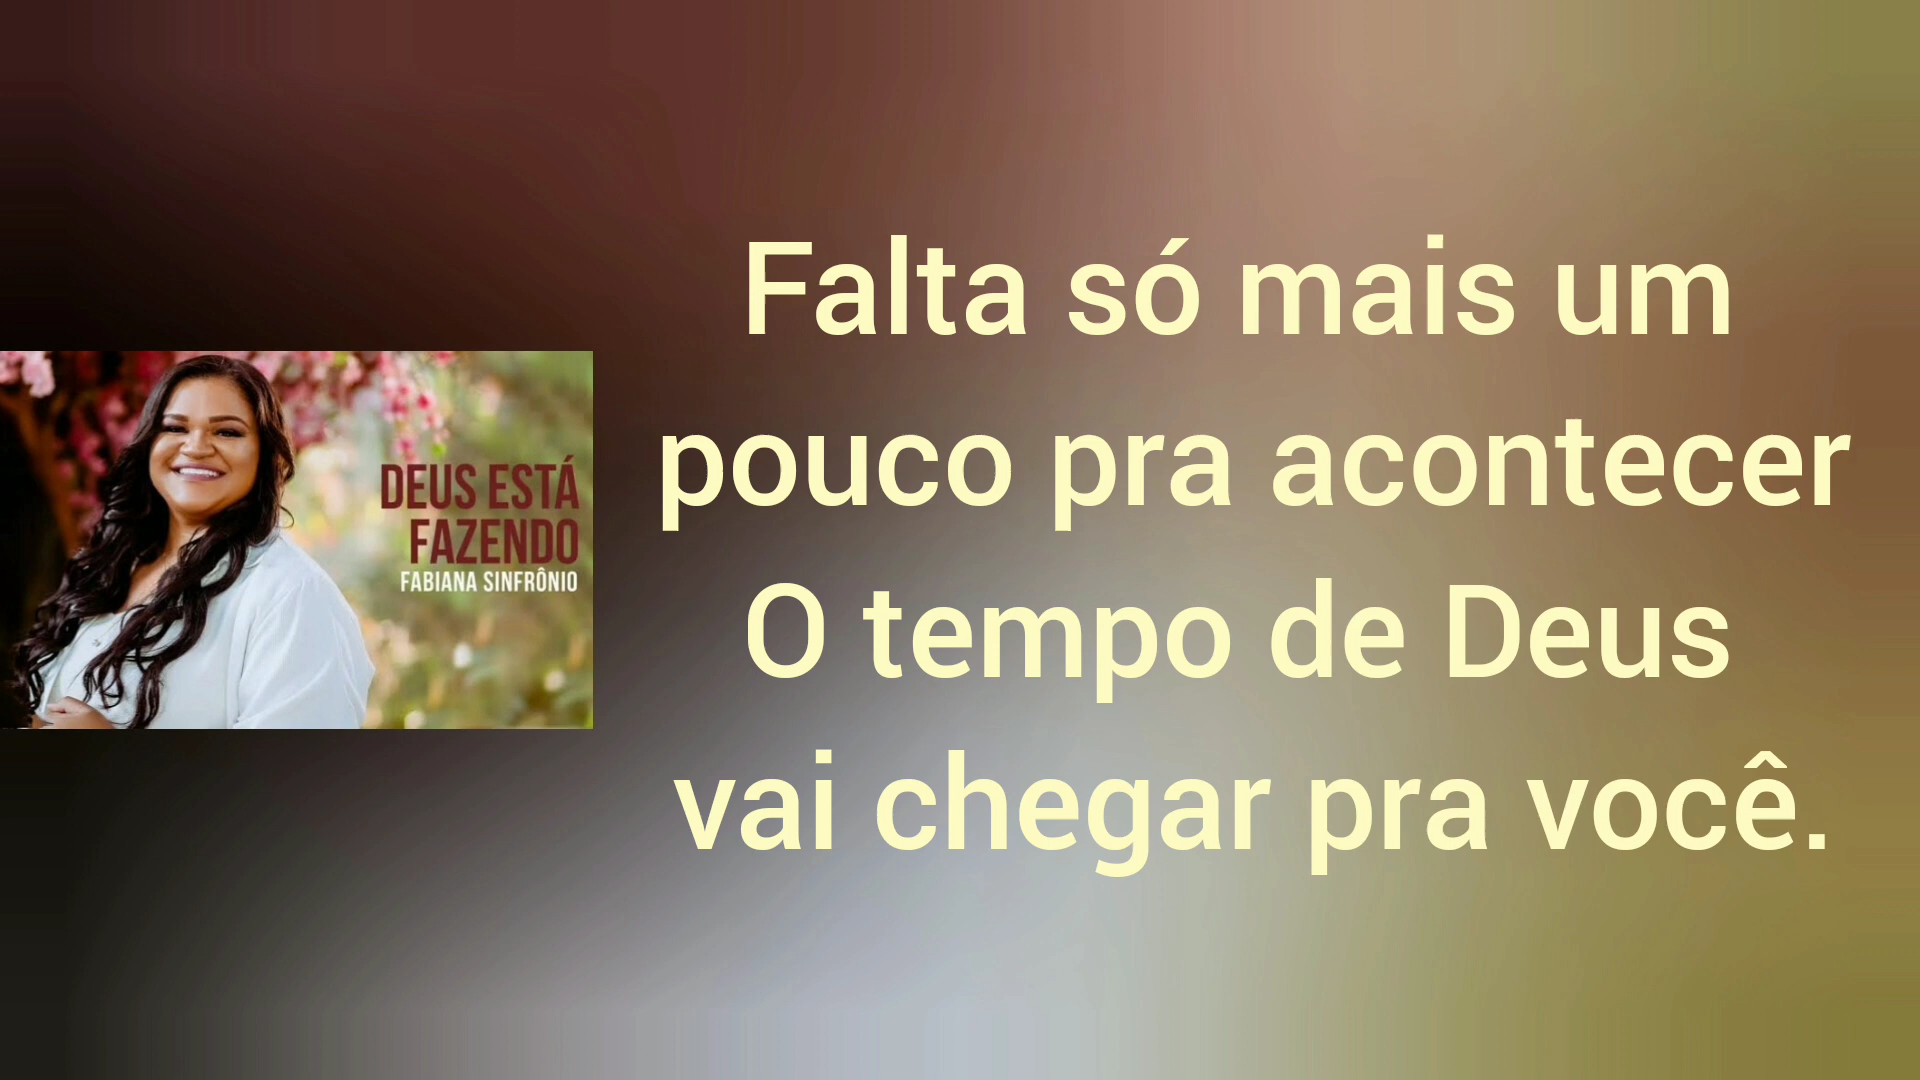 DEUS ESTÁ
FAZENDO
FABIANA SINFRÔNIO
Falta só mais um
pouco pra acontecer
O tempo de Deus
vai chegar pra você.